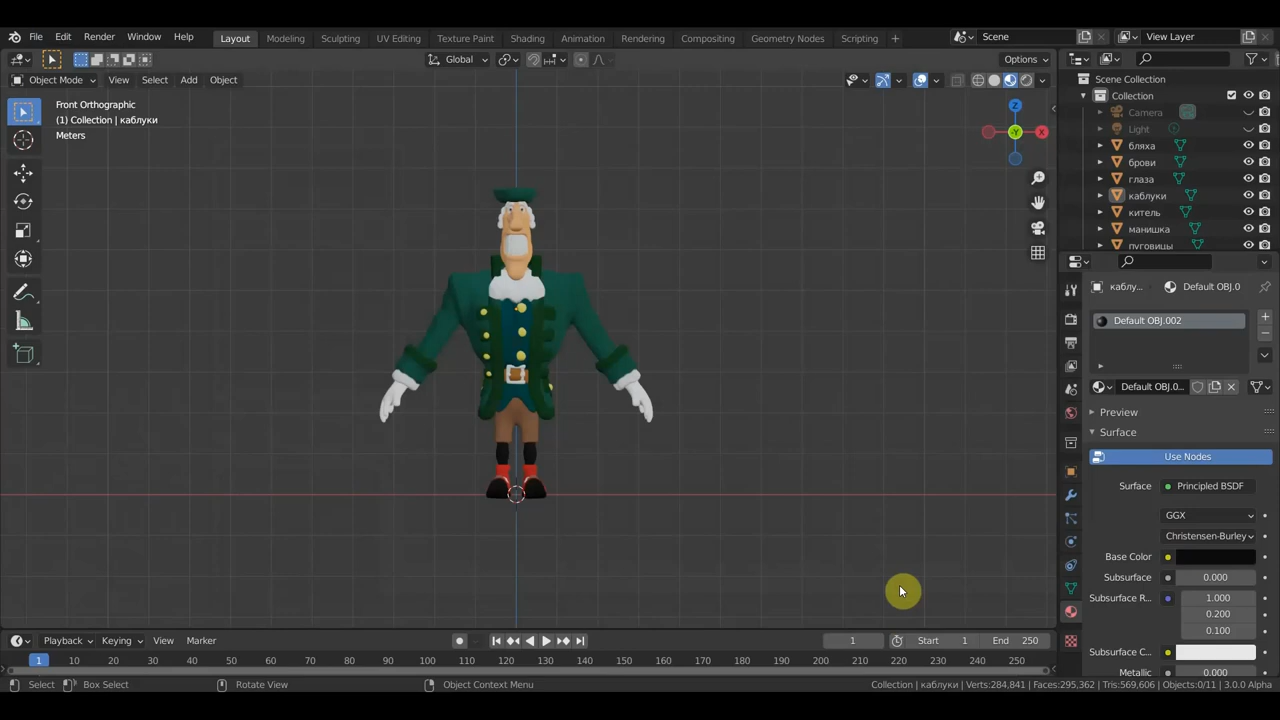 File Edit Render Window Help Layout Modeling Sculpting UV Editing Texture Paint Shading Animation Rendering Compositing Geometry Nodes Scripting + Scene View Layer
Global Options
Object Mode View Select Add Object
Front Orthographic
(1) Collection | каблуки
Meters
Z
X
-Y
Scene Collection
Collection
Camera
Light
бляха
брови
глаза
каблуки
китель
манишка
пуговицы
каблу... Default OBJ.0
Default OBJ.002
Default OBJ.0...
Preview
Surface
Use Nodes
Surface Principled BSDF
GGX
Christensen-Burley
Base Color
Subsurface 0.000
Subsurface R... 1.000
0.200
0.100
Subsurface C...
Metallic 0.000
Playback Keying View Marker 1 Start 1 End 250
1 10 20 30 40 50 60 70 80 90 100 110 120 130 140 150 160 170 180 190 200 210 220 230 240 250
Select Box Select Rotate View Object Context Menu Collection | каблуки | Verts:284,841 | Faces:295,362 | Tris:569,606 | Objects:0/11 | 3.0.0 Alpha